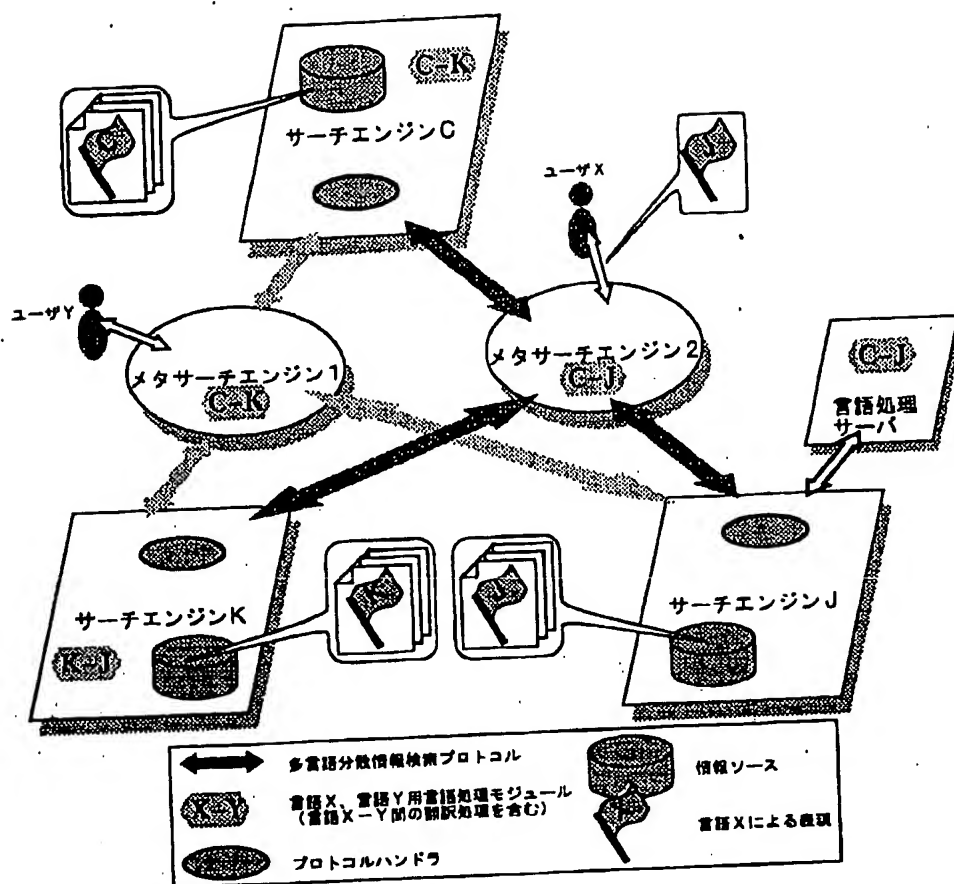 C-K
サーチエンジンC
ユーザX
J
ユーザY
メタサーチエンジン1
C-K
メタサーチエンジン2
C-J
C-J
言語処理
サーバ
サーチエンジンK
K-J
K
J
サーチエンジンJ
多言語分散情報検索プロトコル
X-Y
言語X、言語Y用言語処理モジュール
(言語X-Y間の翻訳処理を含む)
プロトコルハンドラ
情報ソース
言語Xによる表現